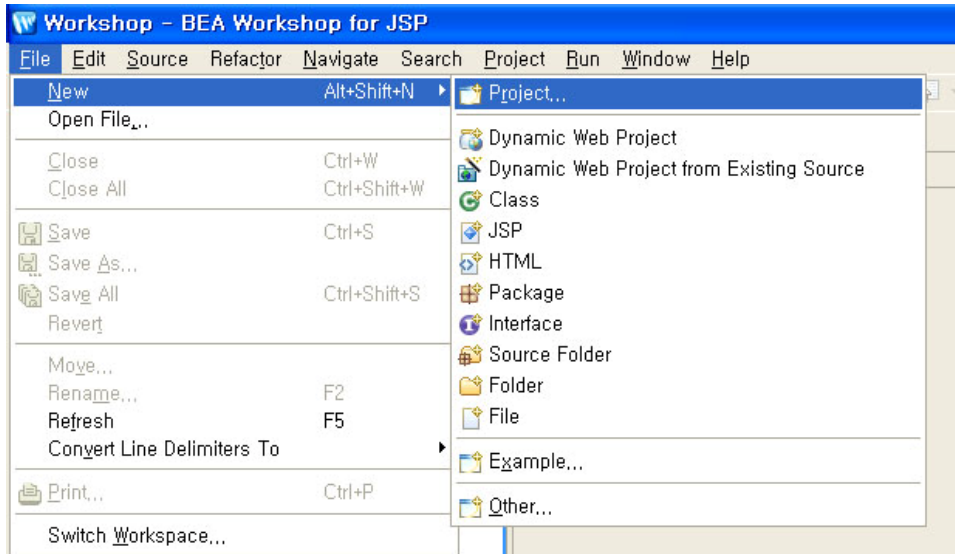 Workshop - BEA Workshop for JSP
File Edit Source Refactor Navigate Search Project Run Window Help
New Alt+Shift+N
Open File...
Close Ctrl+W
Close All Ctrl+Shift+W
Save Ctrl+S
Save As...
Save All Ctrl+Shift+S
Revert
Move...
Rename... F2
Refresh F5
Convert Line Delimiters To
Print... Ctrl+P
Switch Workspace...
Project...
Dynamic Web Project
Dynamic Web Project from Existing Source
Class
JSP
HTML
Package
Interface
Source Folder
Folder
File
Example...
Other...